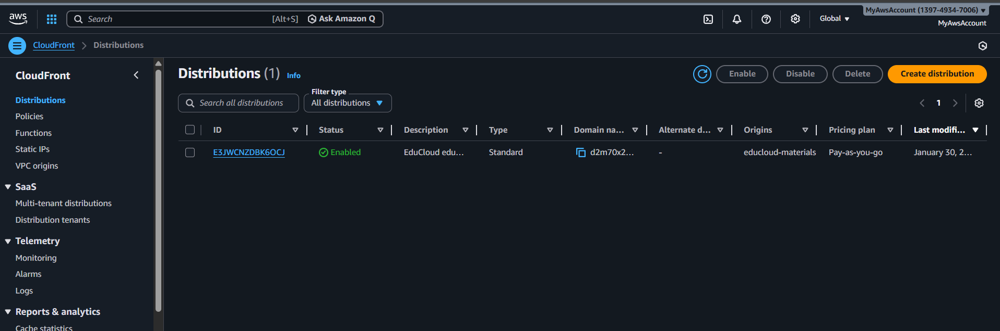 aws
Search [Alt+S] Ask Amazon Q
Global
MyAwsAccount (1397-4934-7006)
MyAwsAccount
CloudFront Distributions
CloudFront
Distributions
Policies
Functions
Static IPs
VPC origins
SaaS
Multi-tenant distributions
Distribution tenants
Telemetry
Monitoring
Alarms
Logs
Reports & analytics
Cache statistics
Distributions (1) Info
Enable Disable Delete Create distribution
Search all distributions
Filter type
All distributions
1
ID Status Description Type Domain na... Alternate d... Origins Pricing plan Last modifi...
E3JWCNZDBK6OCJ Enabled EduCloud edu... Standard d2m70x2... - educloud-materials Pay-as-you-go January 30, 2...